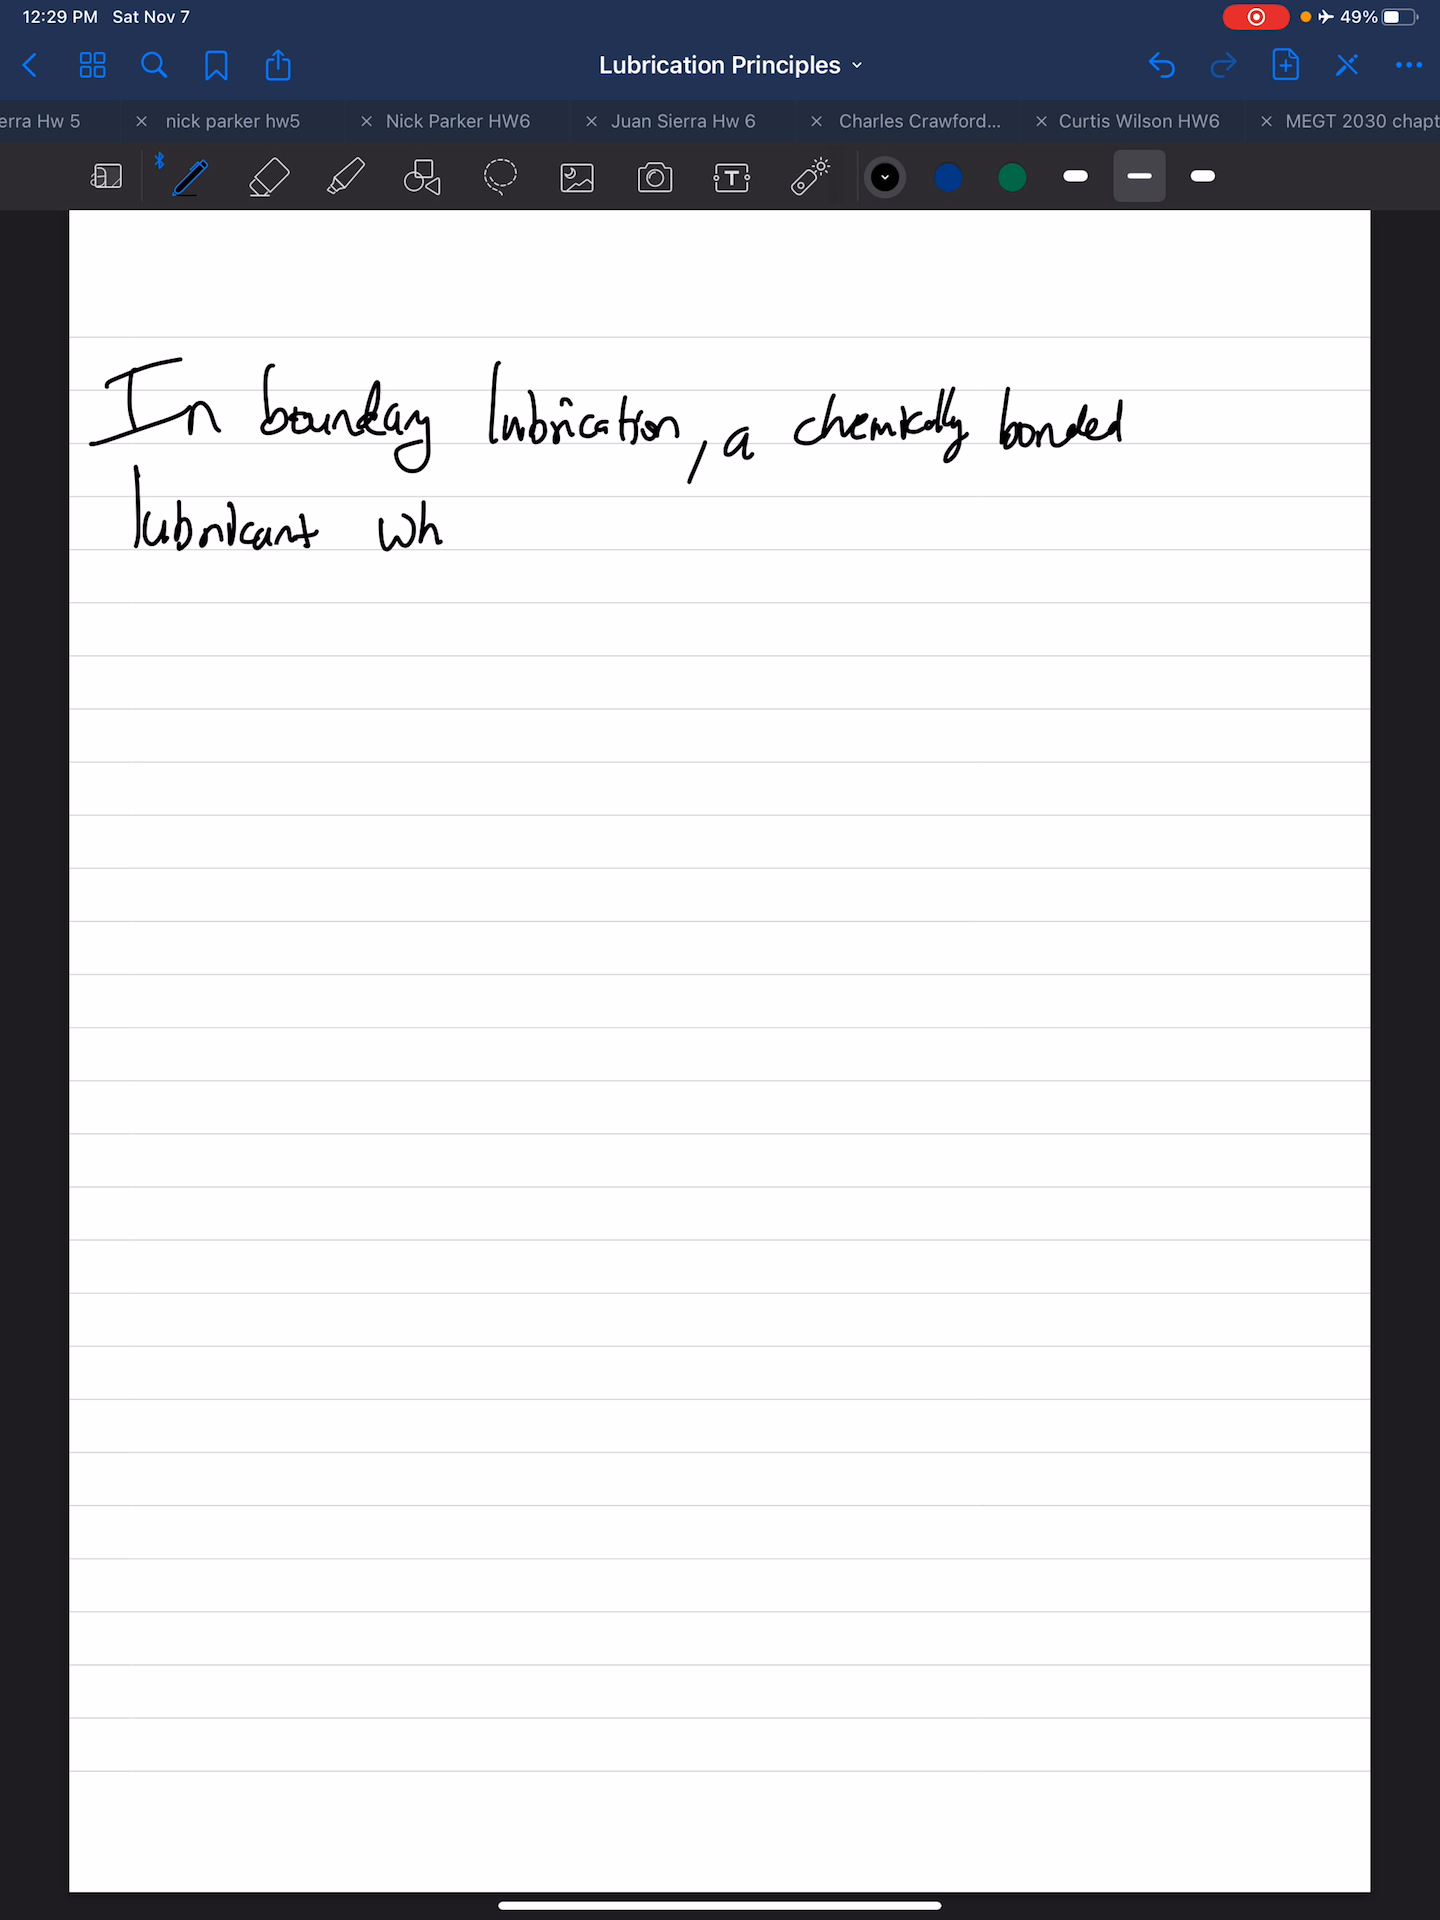 12:29 PM Sat Nov 7
49%
Lubrication Principles
erra Hw 5
nick parker hw5
Nick Parker HW6
Juan Sierra Hw 6
Charles Crawford...
Curtis Wilson HW6
MEGT 2030 chapt
T
In boundary lubrication, a chemically bonded
lubricant wh